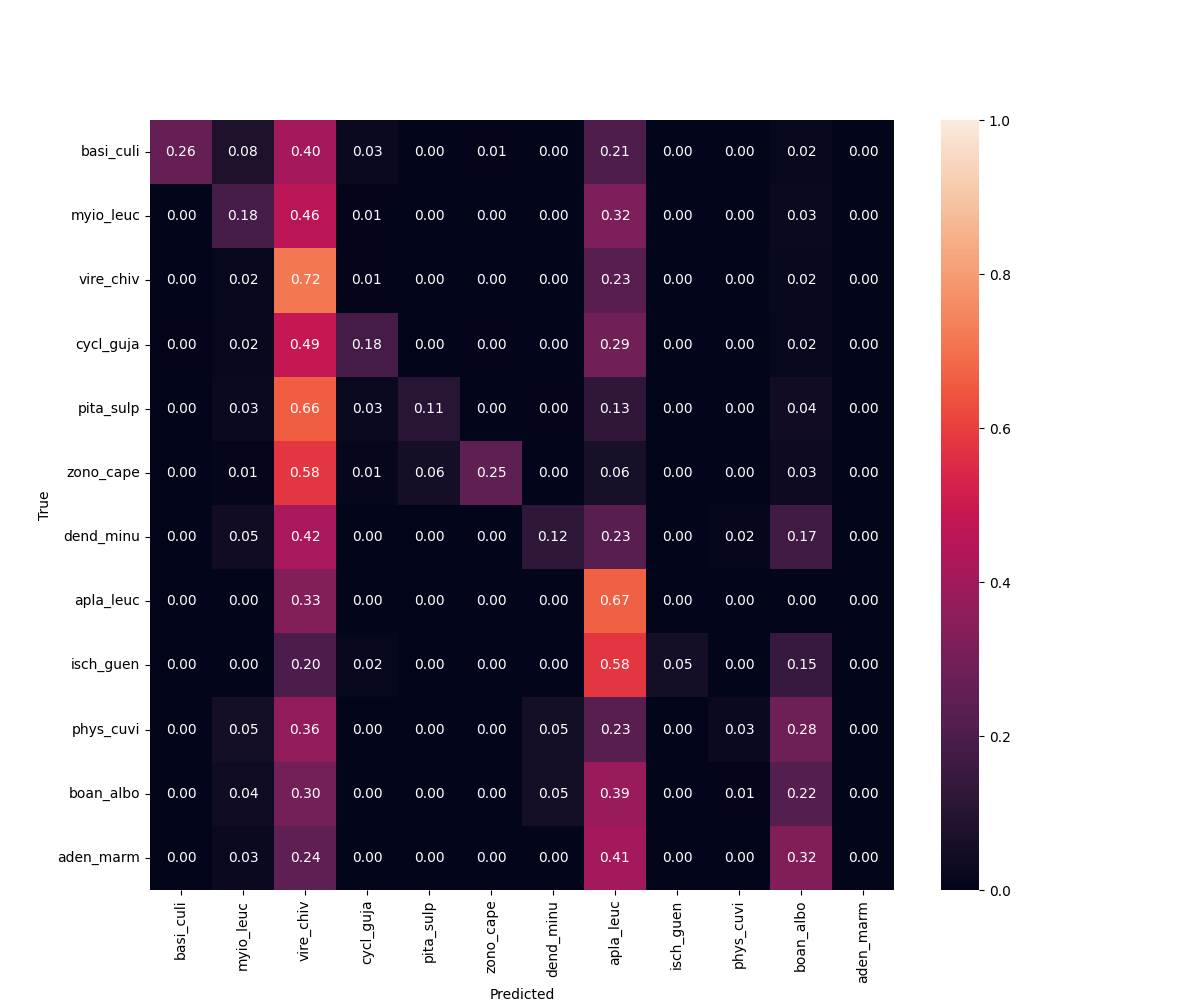 basi_culi 0.26 0.08 0.40 0.03 0.00 0.01 0.00 0.21 0.00 0.00 0.02 0.00
myio_leuc 0.00 0.18 0.46 0.01 0.00 0.00 0.00 0.32 0.00 0.00 0.03 0.00
vire_chiv 0.00 0.02 0.72 0.01 0.00 0.00 0.00 0.23 0.00 0.00 0.02 0.00
cycl_guja 0.00 0.02 0.49 0.18 0.00 0.00 0.00 0.29 0.00 0.00 0.02 0.00
pita_sulp 0.00 0.03 0.66 0.03 0.11 0.00 0.00 0.13 0.00 0.00 0.04 0.00
zono_cape 0.00 0.01 0.58 0.01 0.06 0.25 0.00 0.06 0.00 0.00 0.03 0.00
dend_minu 0.00 0.05 0.42 0.00 0.00 0.00 0.12 0.23 0.00 0.02 0.17 0.00
apla_leuc 0.00 0.00 0.33 0.00 0.00 0.00 0.00 0.67 0.00 0.00 0.00 0.00
isch_guen 0.00 0.00 0.20 0.02 0.00 0.00 0.00 0.58 0.05 0.00 0.15 0.00
phys_cuvi 0.00 0.05 0.36 0.00 0.00 0.00 0.05 0.23 0.00 0.03 0.28 0.00
boan_albo 0.00 0.04 0.30 0.00 0.00 0.00 0.05 0.39 0.00 0.01 0.22 0.00
aden_marm 0.00 0.03 0.24 0.00 0.00 0.00 0.00 0.41 0.00 0.00 0.32 0.00
basi_culi myio_leuc vire_chiv cycl_guja pita_sulp zono_cape dend_minu apla_leuc isch_guen phys_cuvi boan_albo aden_marm
Predicted
True
1.0
0.8
0.6
0.4
0.2
0.0